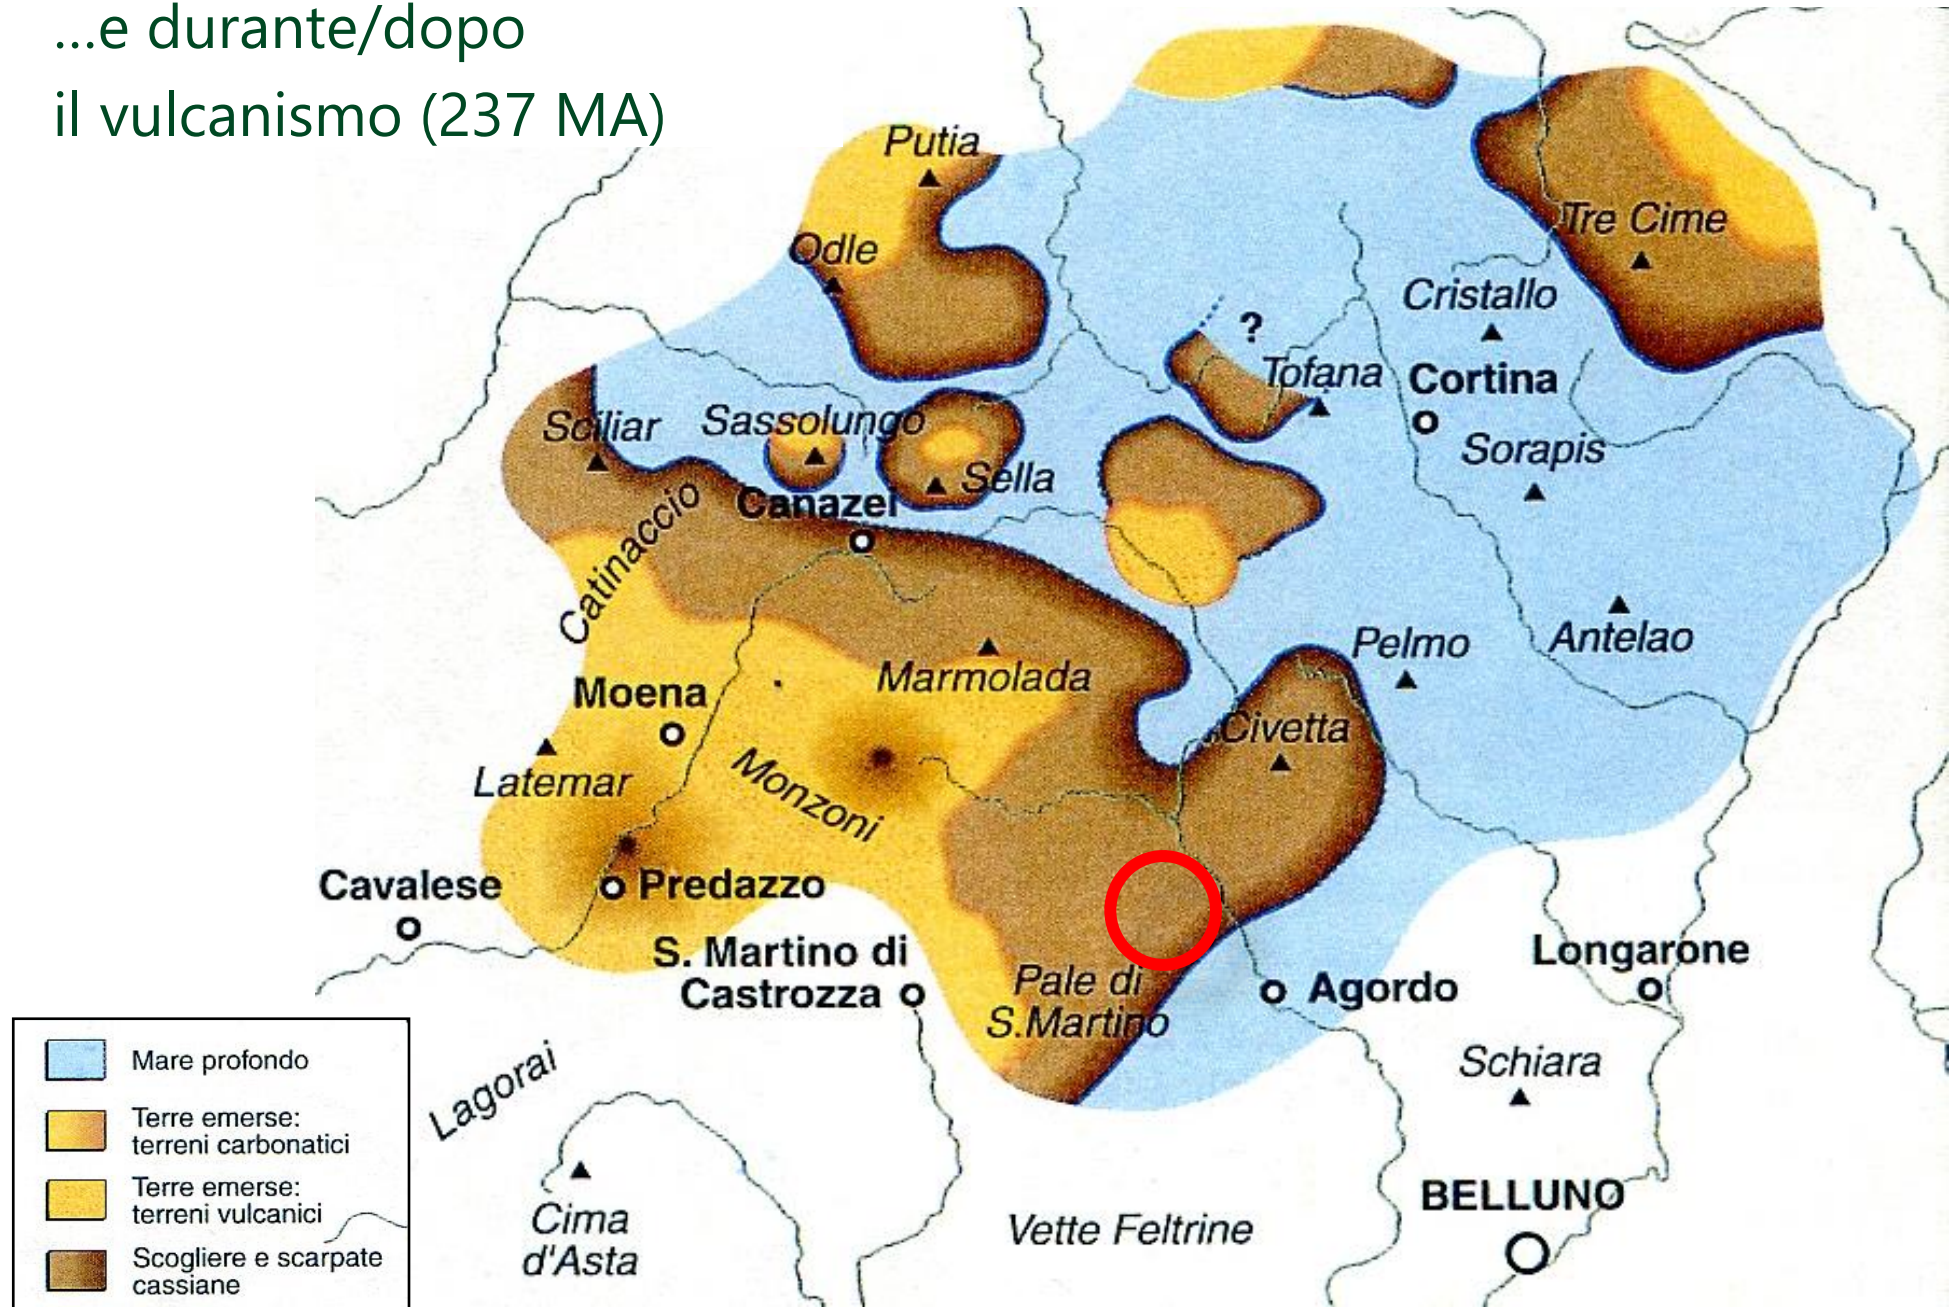 ...e durante/dopo
il vulcanismo (237 MA)
Putia
Odle
Tre Cime
Cristallo
?
Tofana
Cortina
Sciliar
Sassolungo
Sella
Sorapis
Canazei
Catinaccio
Marmolada
Pelmo
Antelao
Moena
Civetta
Latemar
Monzoni
Cavalese
Predazzo
S. Martino di
Castrozza
Pale di
S.Martino
Agordo
Longarone
Lagorai
Schiara
Cima
d'Asta
Vette Feltrine
BELLUNO
Mare profondo
Terre emerse:
terreni carbonatici
Terre emerse:
terreni vulcanici
Scogliere e scarpate
cassiane